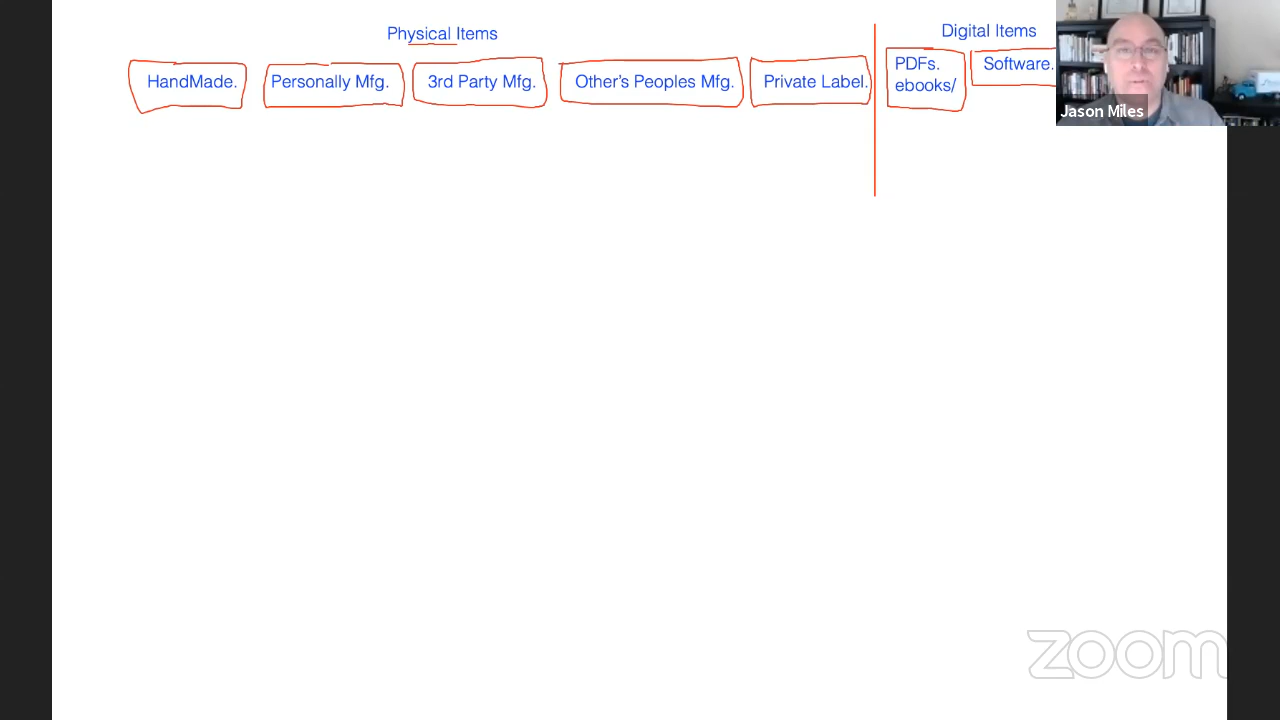 Physical Items
Digital Items
HandMade.
Personally Mfg.
3rd Party Mfg.
Other's Peoples Mfg.
Private Label.
PDFs.
ebooks/
Software.
Jason Miles
zoom